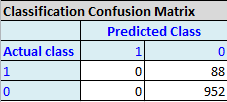 Classification Confusion Matrix
Predicted Class
Actual class 1 0
1 0 88
0 0 952